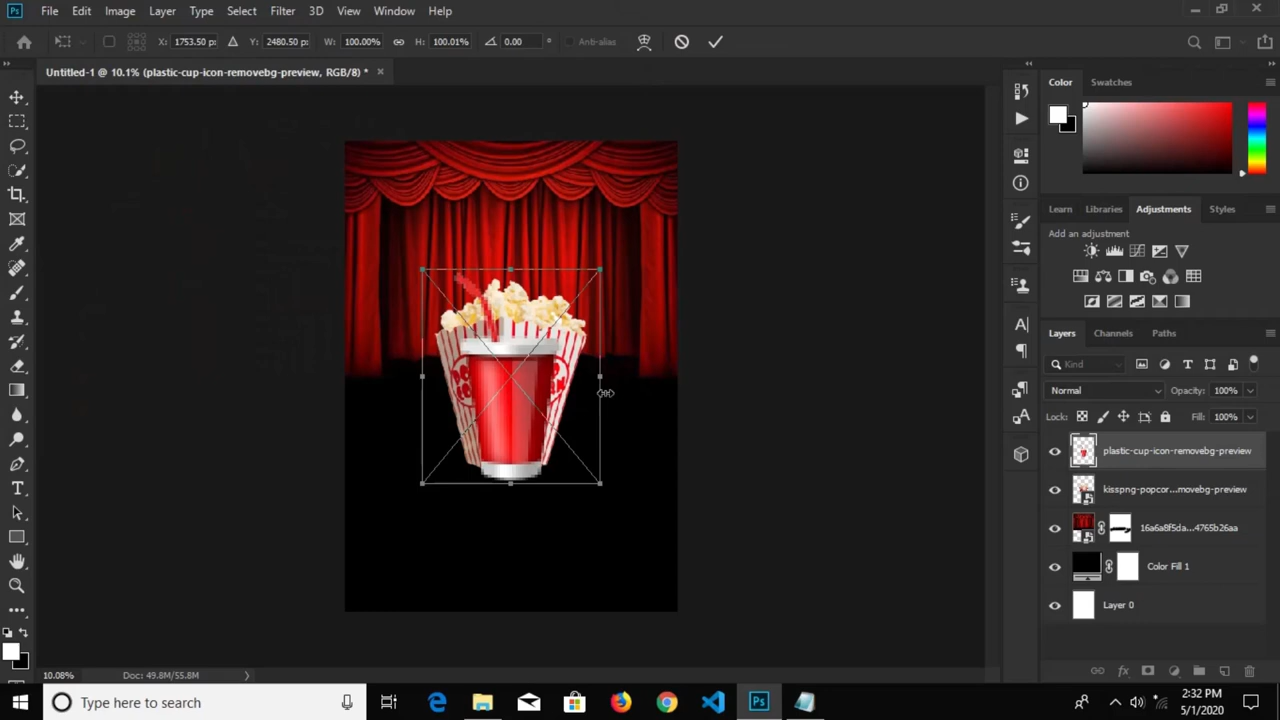 Ps File Edit Image Layer Type Select Filter 3D View Window Help
X: 1753.50 p: Y: 2480.50 p: W: 100.00% H: 100.01% 0.00 ° Anti-alias
Untitled-1 @ 10.1% (plastic-cup-icon-removebg-preview, RGB/8) * ×
Color Swatches
Learn Libraries Adjustments Styles
Add an adjustment
Layers Channels Paths
Kind
Normal Opacity: 100%
Lock: Fill: 100%
plastic-cup-icon-removebg-preview
kisspng-popcor...movebg-preview
16a6a8f5da...4765b26aa
Color Fill 1
Layer 0
10.08% Doc: 49.8M/55.8M
Type here to search
Ps
2:32 PM
5/1/2020